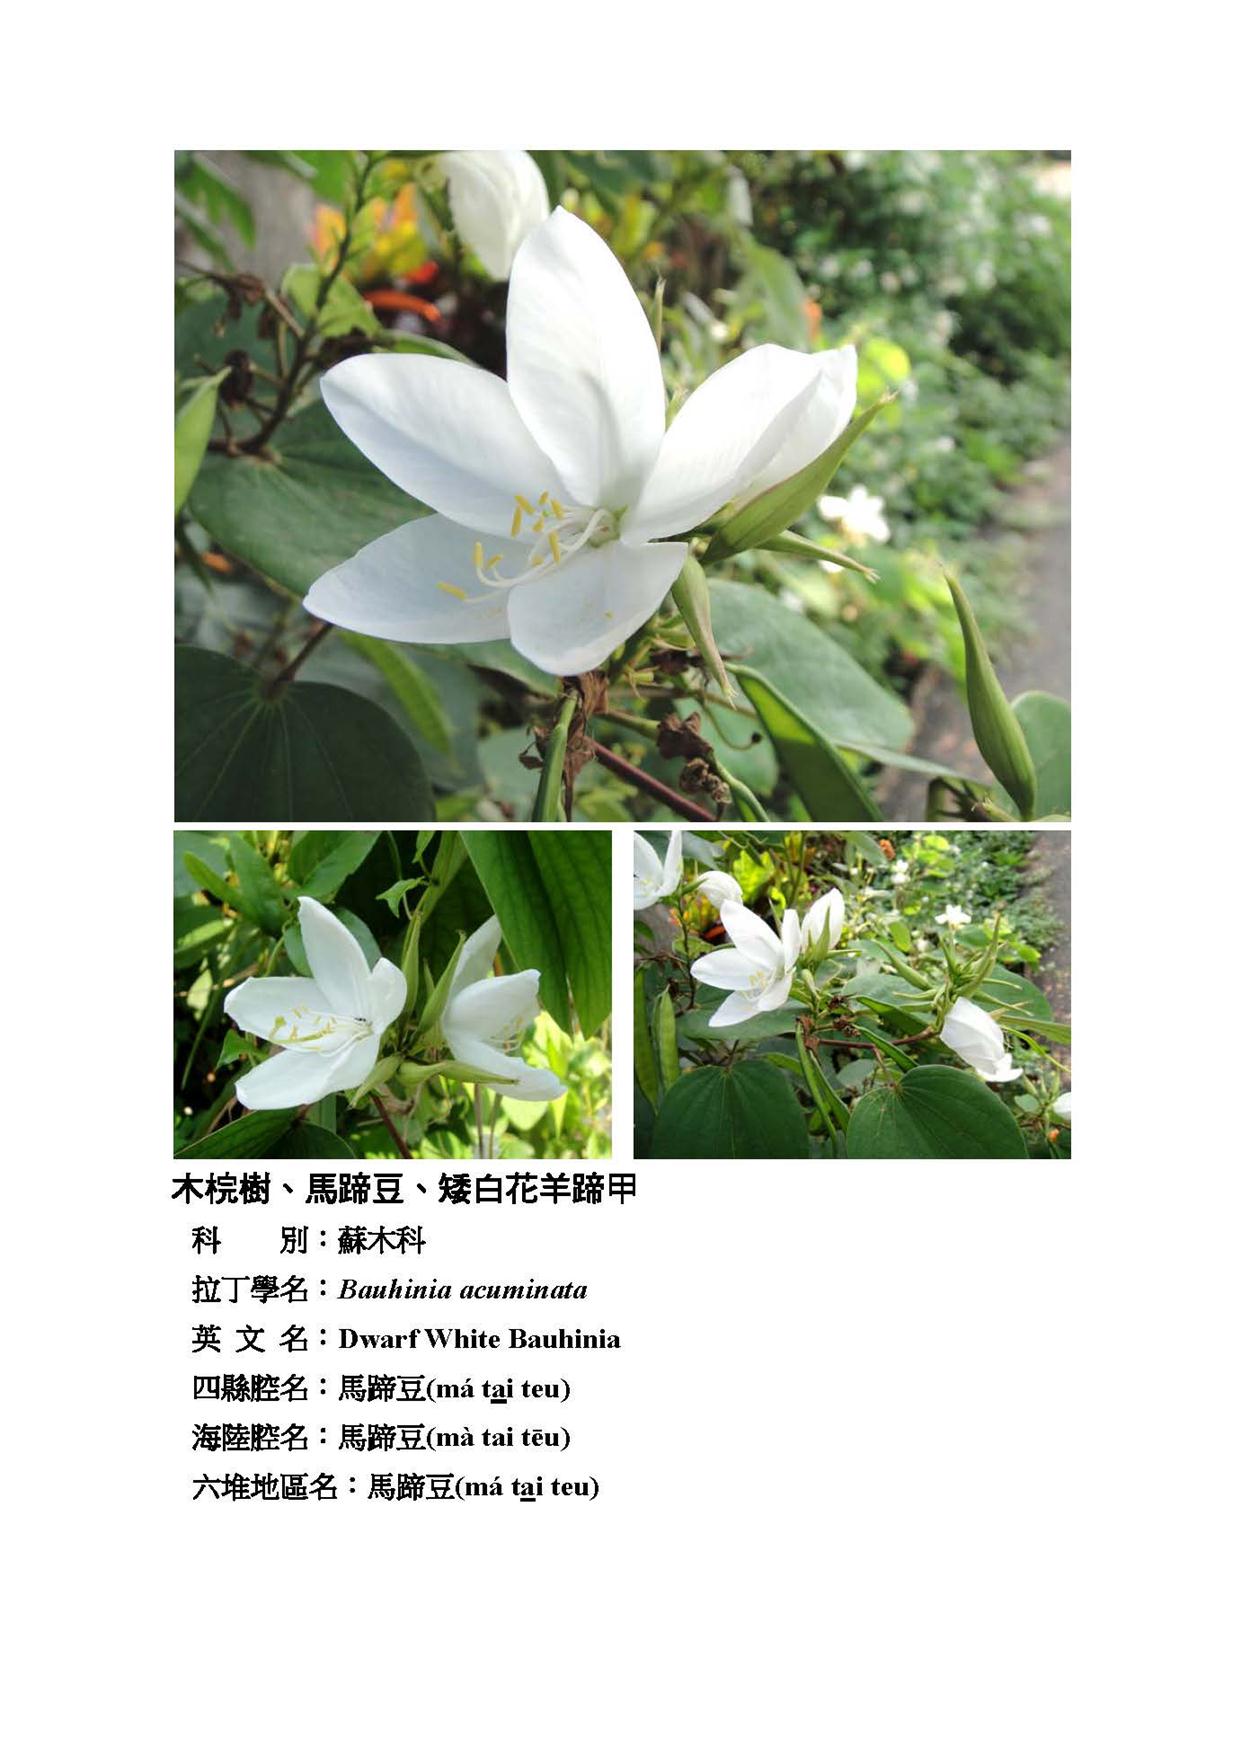 木梡樹、馬蹄豆、矮白花羊蹄甲
科　　別：蘇木科
拉丁學名：Bauhinia acuminata
英 文 名：Dwarf White Bauhinia
四縣腔名：馬蹄豆(má ta̲i teu)
海陸腔名：馬蹄豆(mà tai tēu)
六堆地區名：馬蹄豆(má ta̲i teu)